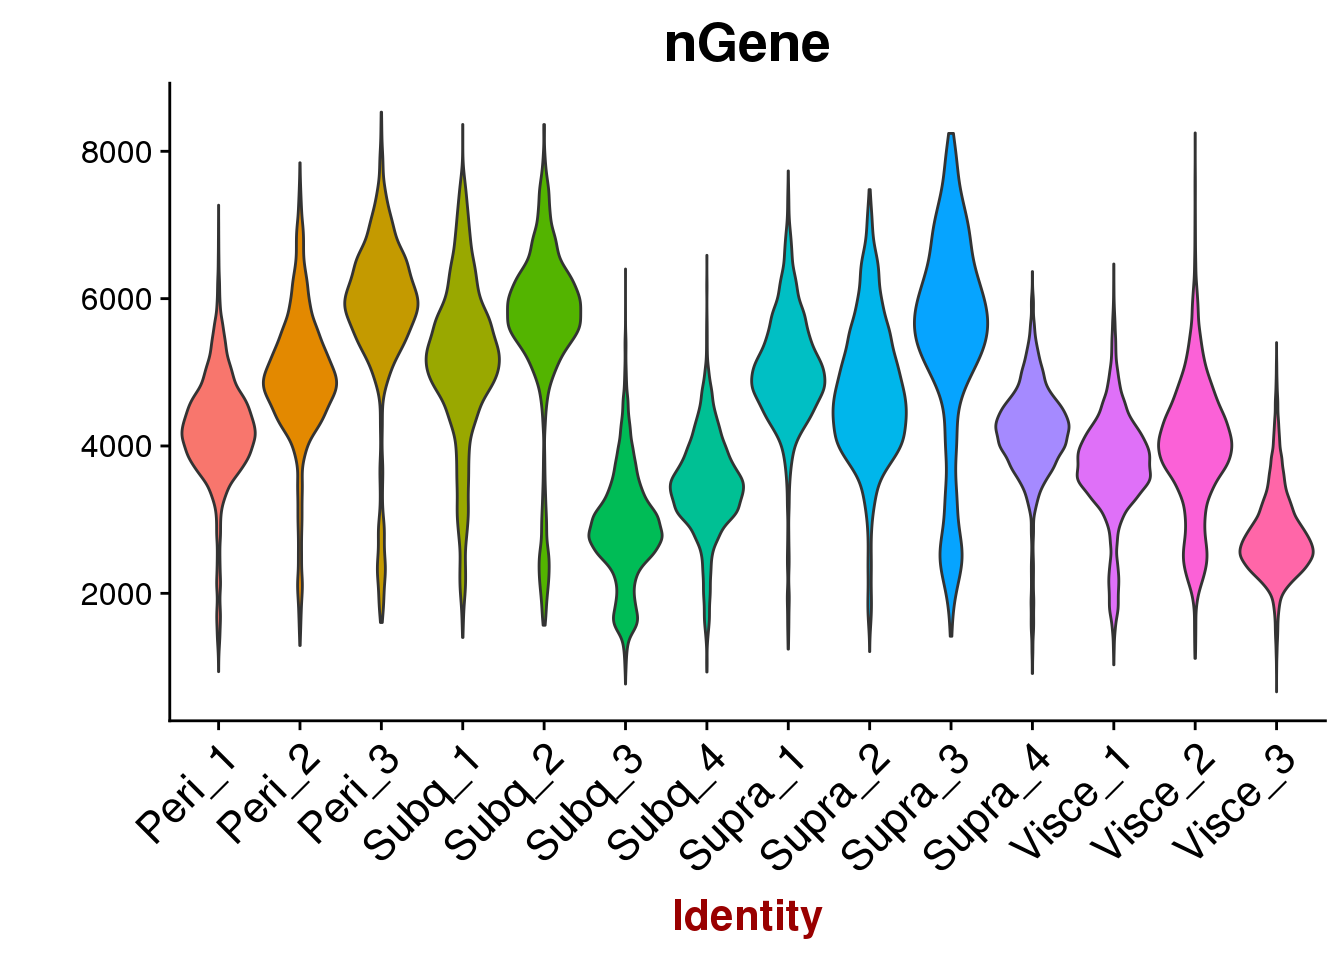 nGene
8000
6000
4000
2000
Peri_1
Peri_2
Peri_3
Subq_1
Subq_2
Subq_3
Subq_4
Supra_1
Supra_2
Supra_3
Supra_4
Visce_1
Visce_2
Visce_3
Identity